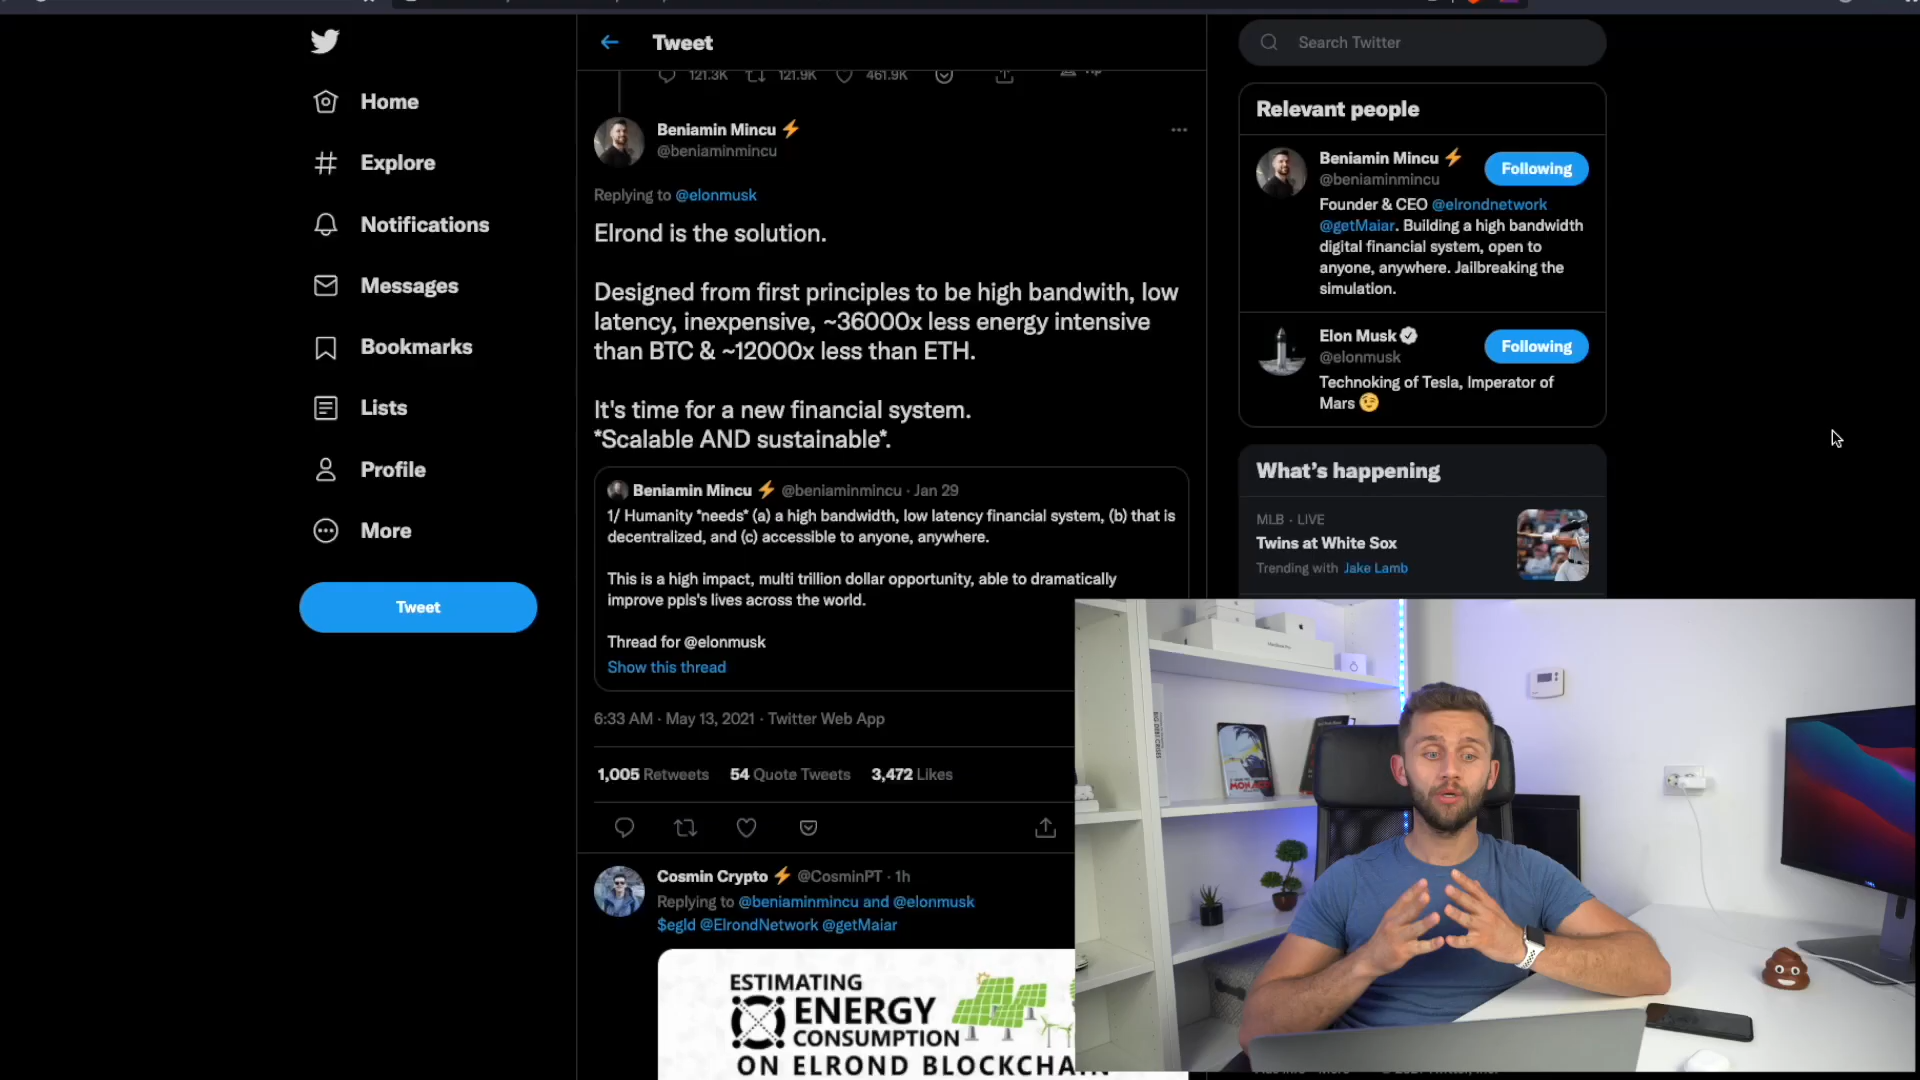 Home
Explore
Notifications
Messages
Bookmarks
Lists
Profile
More
Tweet
Tweet
121.3K 121.9K 461.9K Tip
Beniamin Mincu ⚡
@beniaminmincu
Replying to @elonmusk
Elrond is the solution.
Designed from first principles to be high bandwith, low
latency, inexpensive, ~36000x less energy intensive
than BTC & ~12000x less than ETH.
It's time for a new financial system.
*Scalable AND sustainable*.
Beniamin Mincu ⚡ @beniaminmincu · Jan 29
1/ Humanity *needs* (a) a high bandwidth, low latency financial system, (b) that is
decentralized, and (c) accessible to anyone, anywhere.
This is a high impact, multi trillion dollar opportunity, able to dramatically
improve ppls's lives across the world.
Thread for @elonmusk
Show this thread
6:33 AM · May 13, 2021 · Twitter Web App
1,005 Retweets 54 Quote Tweets 3,472 Likes
Cosmin Crypto ⚡ @CosminPT · 1h
Replying to @beniaminmincu and @elonmusk
$egld @ElrondNetwork @getMaiar
ESTIMATING
ENERGY
CONSUMPTION
ON ELROND BLOCKCHAIN
Search Twitter
Relevant people
Beniamin Mincu ⚡
@beniaminmincu
Following
Founder & CEO @elrondnetwork
@getMaiar. Building a high bandwidth
digital financial system, open to
anyone, anywhere. Jailbreaking the
simulation.
Elon Musk
@elonmusk
Following
Technoking of Tesla, Imperator of
Mars 😉
What's happening
MLB · LIVE
Twins at White Sox
Trending with Jake Lamb
BIG DEBT CRISES
MONACO